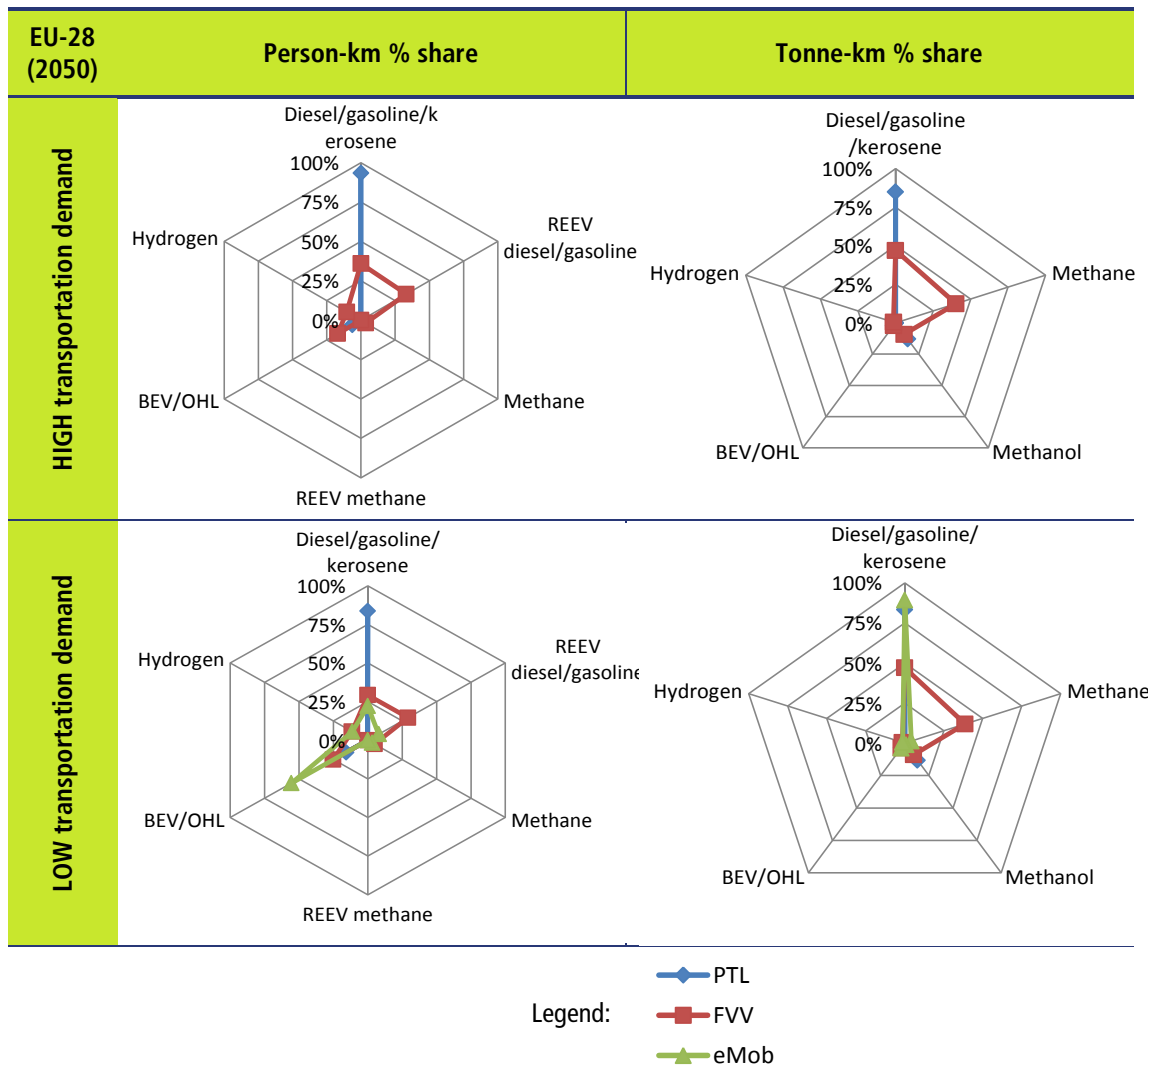 EU-28
(2050)
Person-km % share
Tonne-km % share
HIGH transportation demand
Diesel/gasoline/k
erosene
100%
75%
50%
25%
0%
REEV
diesel/gasoline
Methane
REEV methane
BEV/OHL
Hydrogen
Diesel/gasoline
/kerosene
100%
75%
50%
25%
0%
Methane
Methanol
BEV/OHL
Hydrogen
LOW transportation demand
Diesel/gasoline/
kerosene
100%
75%
50%
25%
0%
REEV
diesel/gasoline
Methane
REEV methane
BEV/OHL
Hydrogen
Diesel/gasoline/
kerosene
100%
75%
50%
25%
0%
Methane
Methanol
BEV/OHL
Hydrogen
Legend:
PTL
FVV
eMob